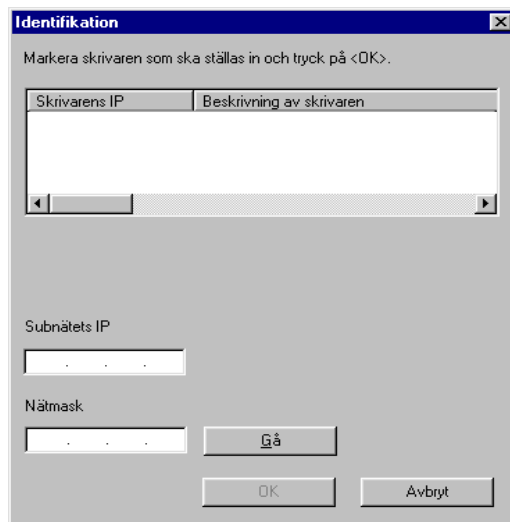 Identifikation
Markera skrivaren som ska ställas in och tryck på <OK>.
Skrivarens IP Beskrivning av skrivaren
Subnätets IP
. . .
Nätmask
. . . Gå
OK Avbryt